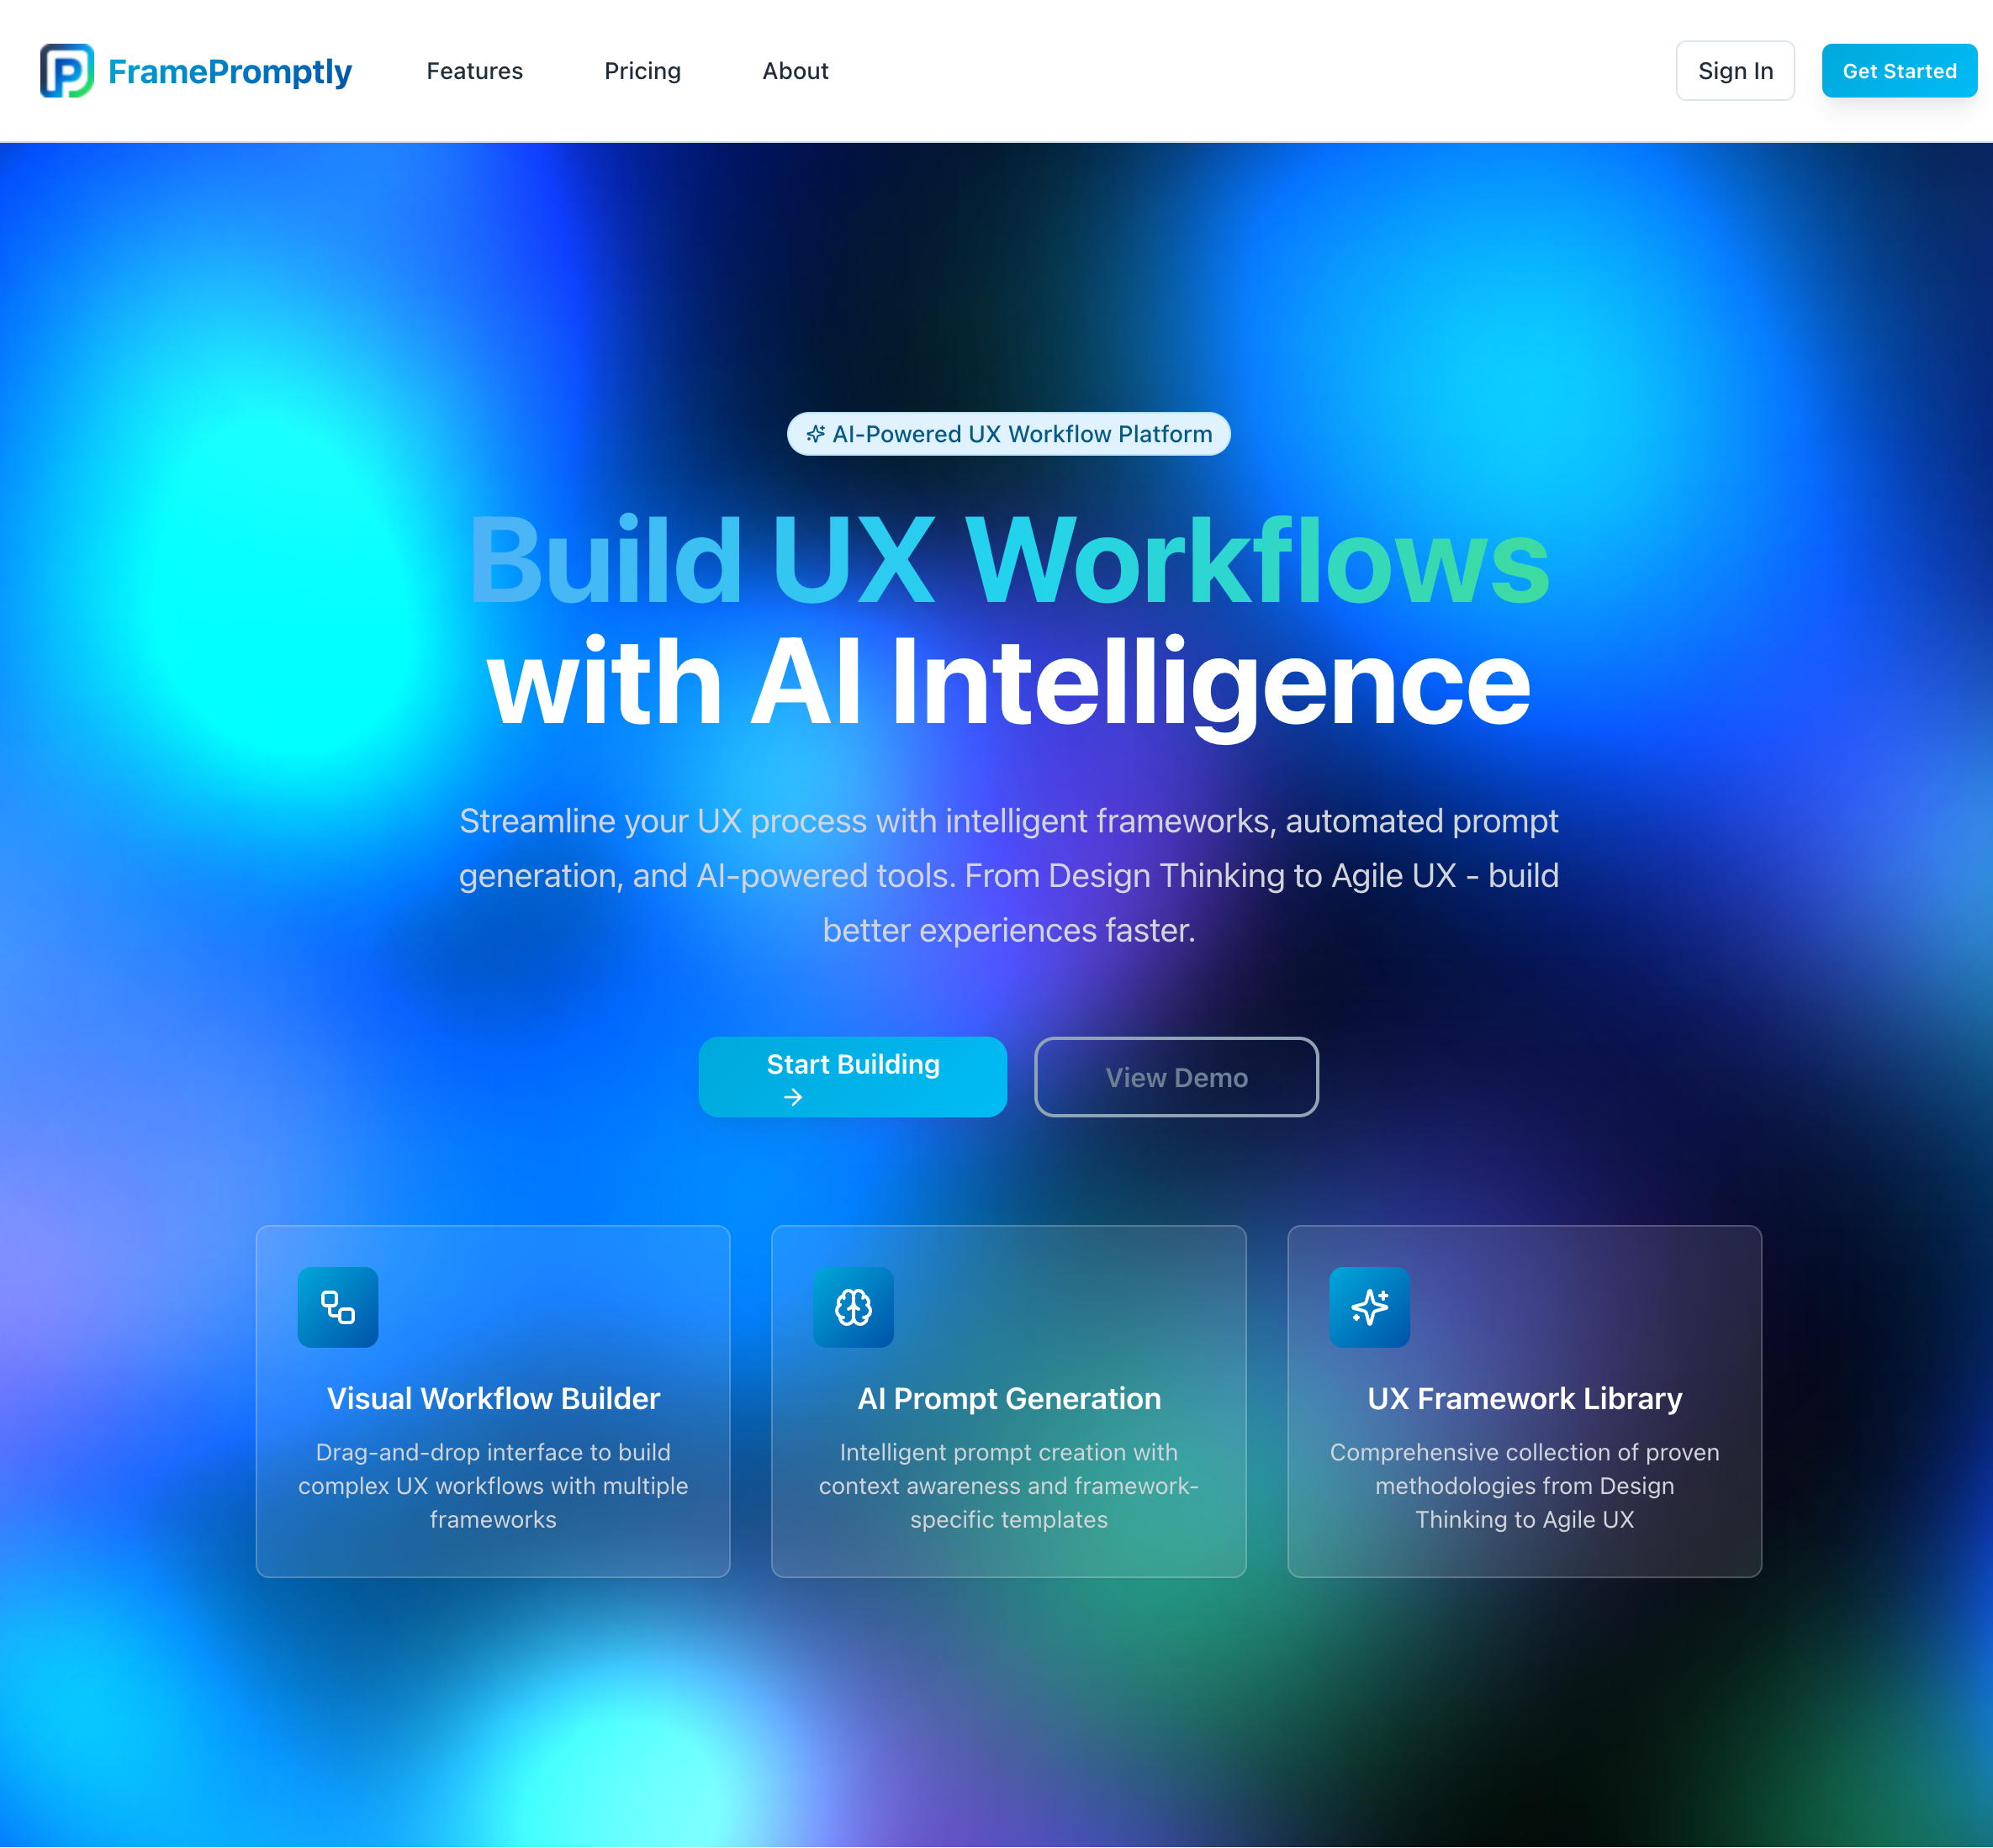 FramePromptly
Features
Pricing
About
Sign In
Get Started
AI-Powered UX Workflow Platform
Build UX Workflows
with AI Intelligence
Streamline your UX process with intelligent frameworks, automated prompt
generation, and AI-powered tools. From Design Thinking to Agile UX - build
better experiences faster.
Start Building
View Demo
Visual Workflow Builder
Drag-and-drop interface to build
complex UX workflows with multiple
frameworks
AI Prompt Generation
Intelligent prompt creation with
context awareness and framework-
specific templates
UX Framework Library
Comprehensive collection of proven
methodologies from Design
Thinking to Agile UX